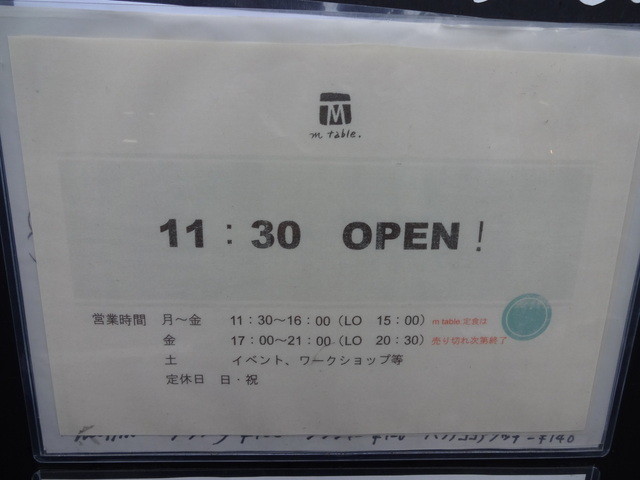 M
m table.
11：30 OPEN！
営業時間 月～金 11：30～16：00（LO 15：00） m table.定食は
金 17：00～21：00（LO 20：30） 売り切れ次第終了
土 イベント、ワークショップ等
定休日 日・祝